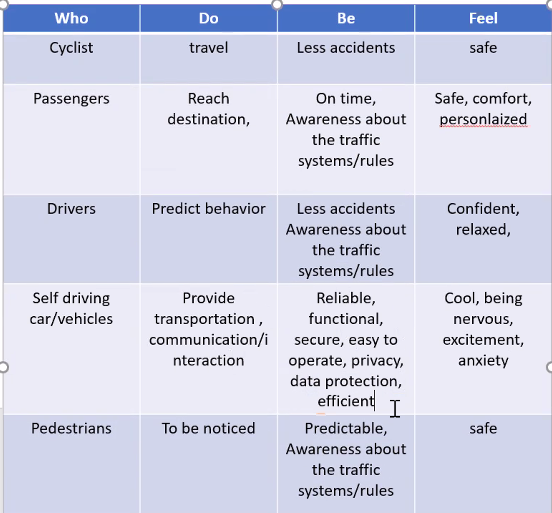 Who Do Be Feel
Cyclist travel Less accidents safe
Passengers Reach On time, Safe, comfort,
destination, Awareness about personlaized
the traffic
systems/rules
Drivers Predict behavior Less accidents Confident,
Awareness about relaxed,
the traffic
systems/rules
Self driving Provide Reliable, Cool, being
car/vehicles transportation , functional, nervous,
communication/i secure, easy to excitement,
nteraction operate, privacy, anxiety
data protection,
efficient
Pedestrians To be noticed Predictable, safe
Awareness about
the traffic
systems/rules